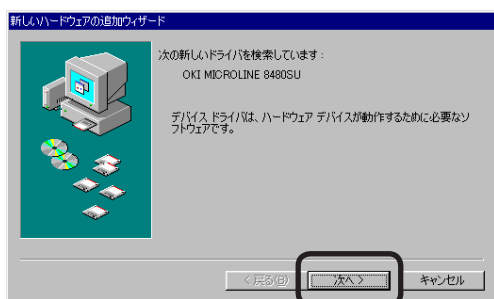 新しいハードウェアの追加ウィザード
次の新しいドライバを検索しています：
OKI MICROLINE 8480SU
デバイス ドライバは、ハードウェア デバイスが動作するために必要なソ
フトウェアです。
< 戻る(B)
次へ >
キャンセル